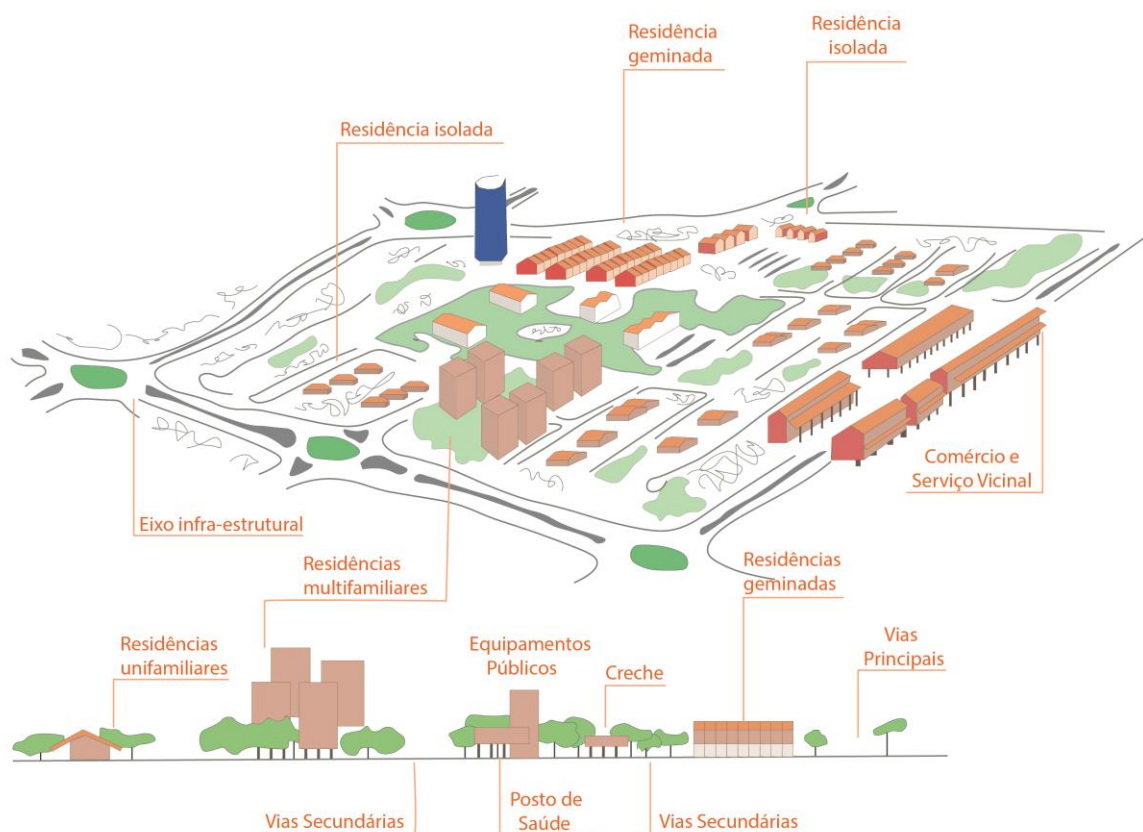 Residência
geminada
Residência
isolada
Residência isolada
Comércio e
Serviço Vicinal
Eixo infra-estrutural
Residências
multifamiliares
Residências
geminadas
Residências
unifamiliares
Equipamentos
Públicos
Creche
Vias
Principais
Vias Secundárias
Posto de
Saúde
Vias Secundárias